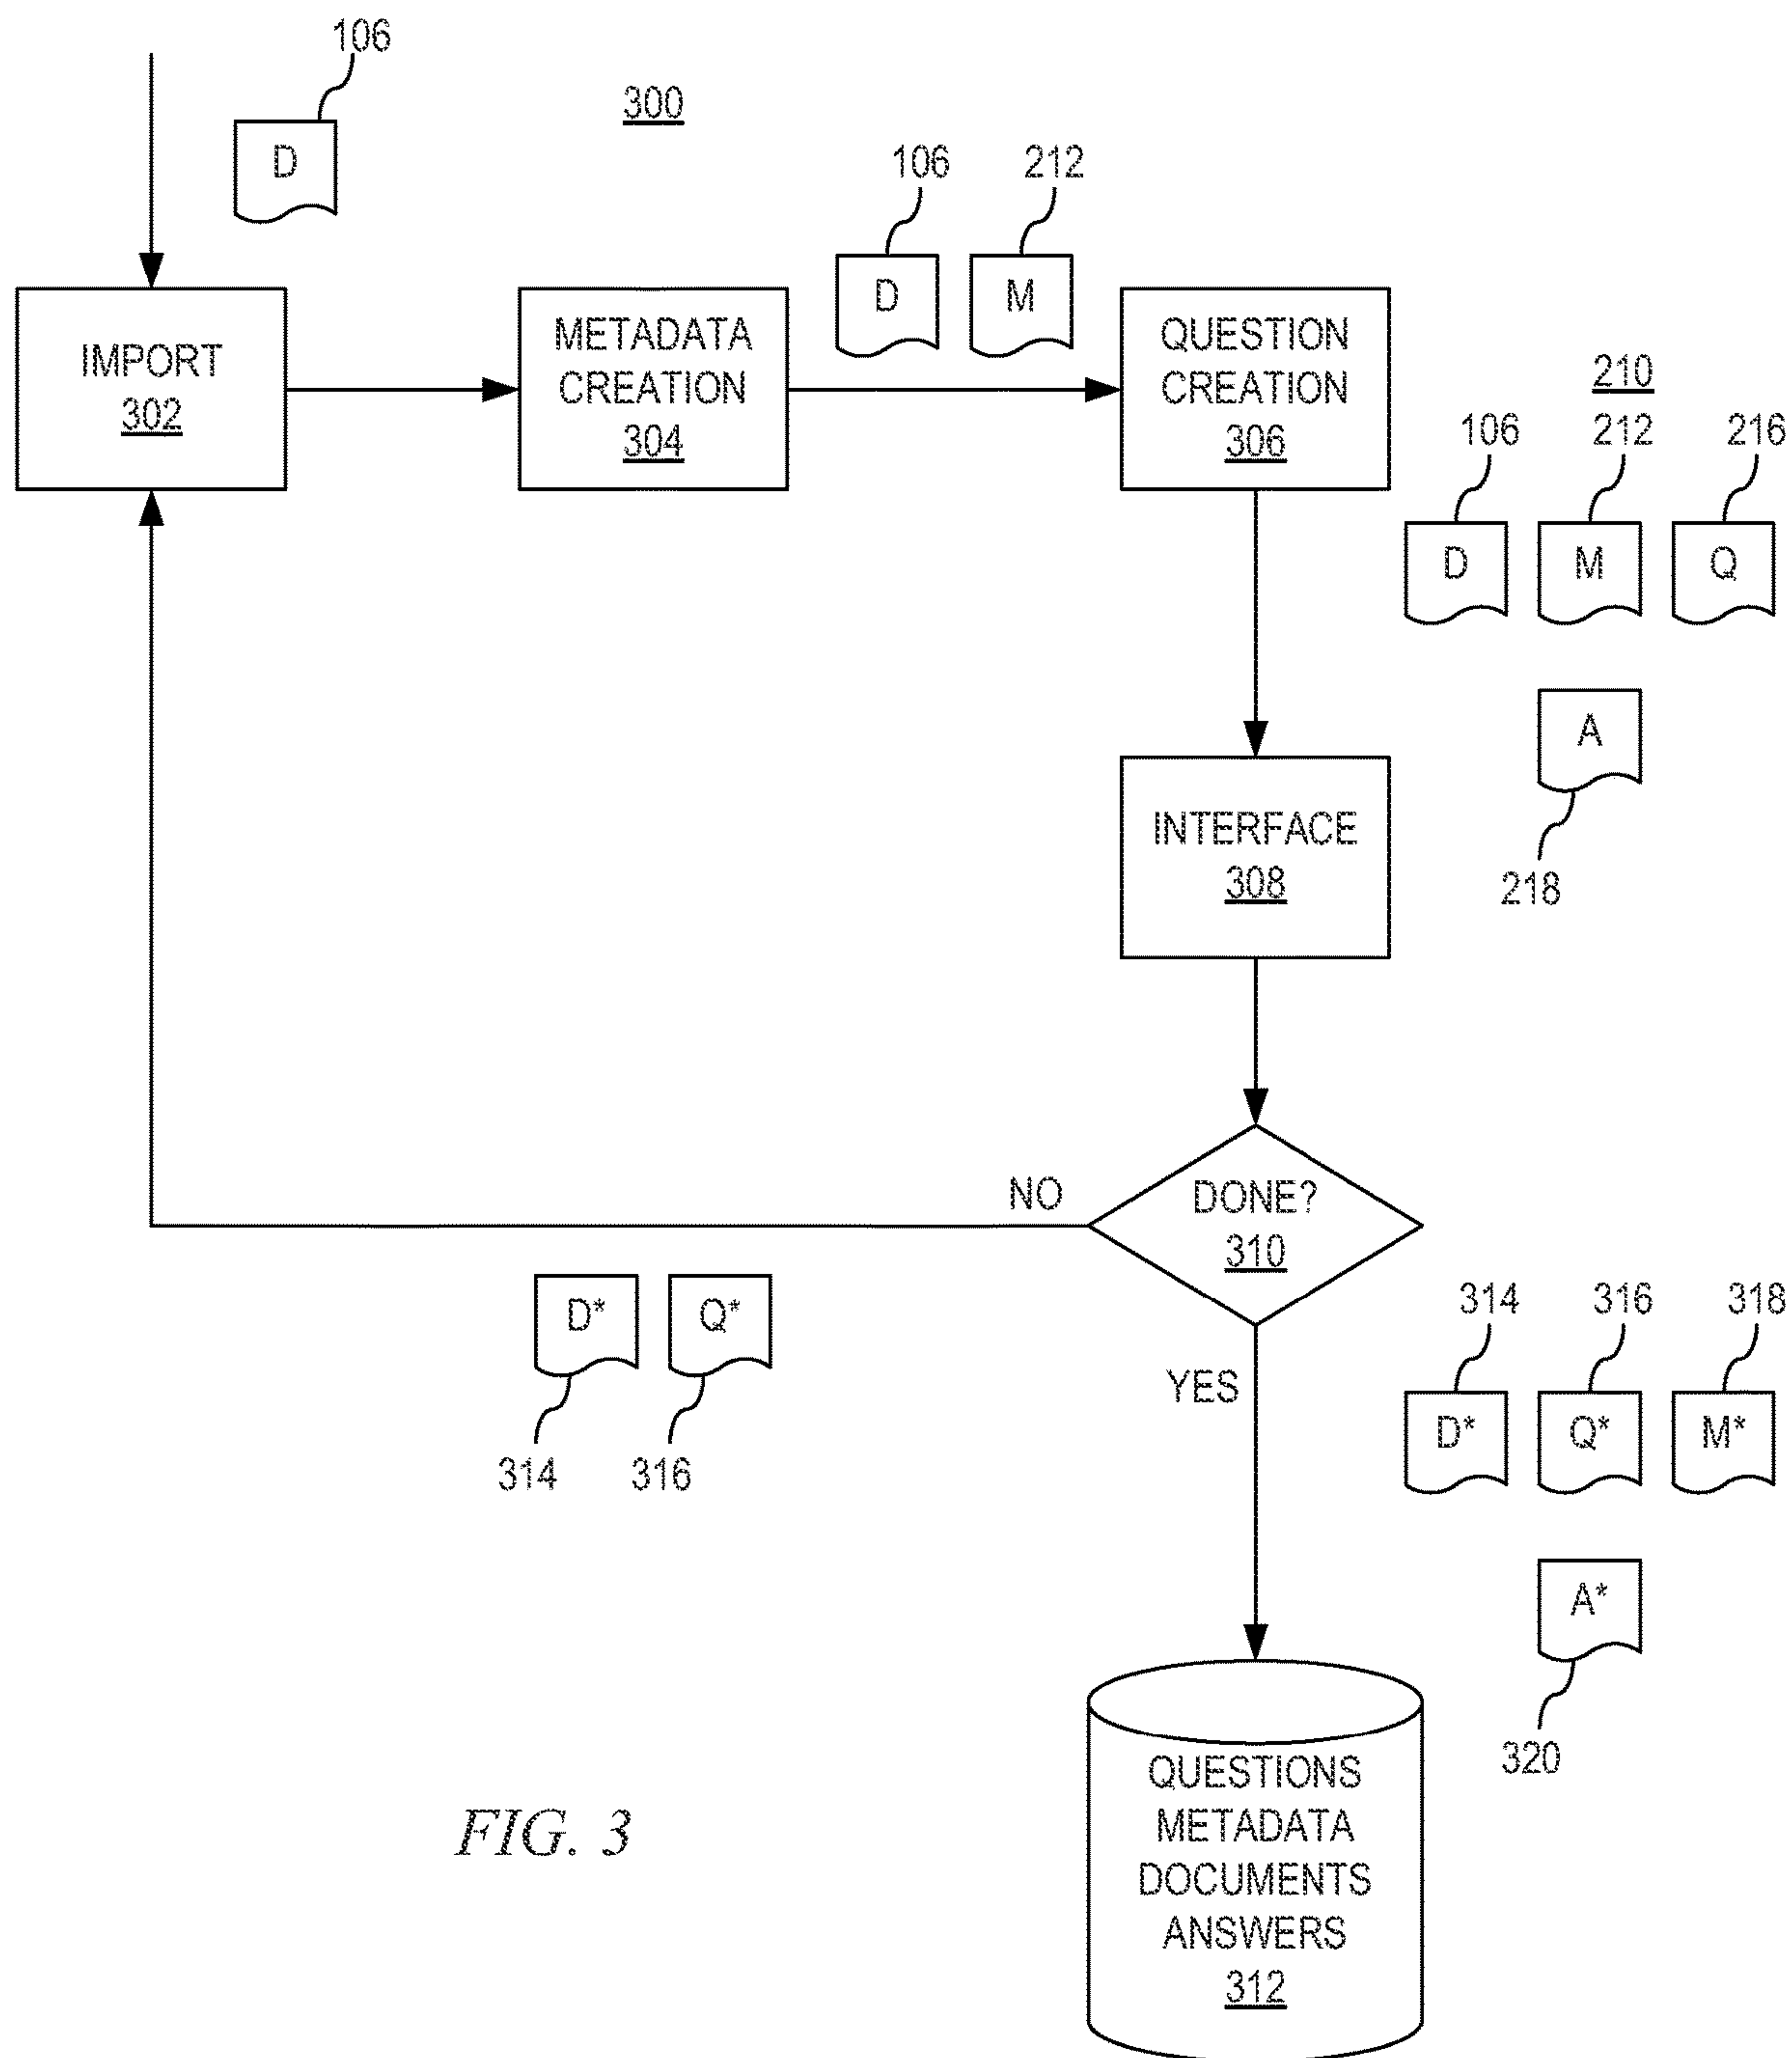 106
300
D
106 212
D M
IMPORT
302
METADATA
CREATION
304
QUESTION
CREATION
306
210
106 212 216
D M Q
A
218
INTERFACE
308
DONE?
310
NO
D* Q*
314 316
YES
314 316 318
D* Q* M*
A*
320
QUESTIONS
METADATA
DOCUMENTS
ANSWERS
312
FIG. 3